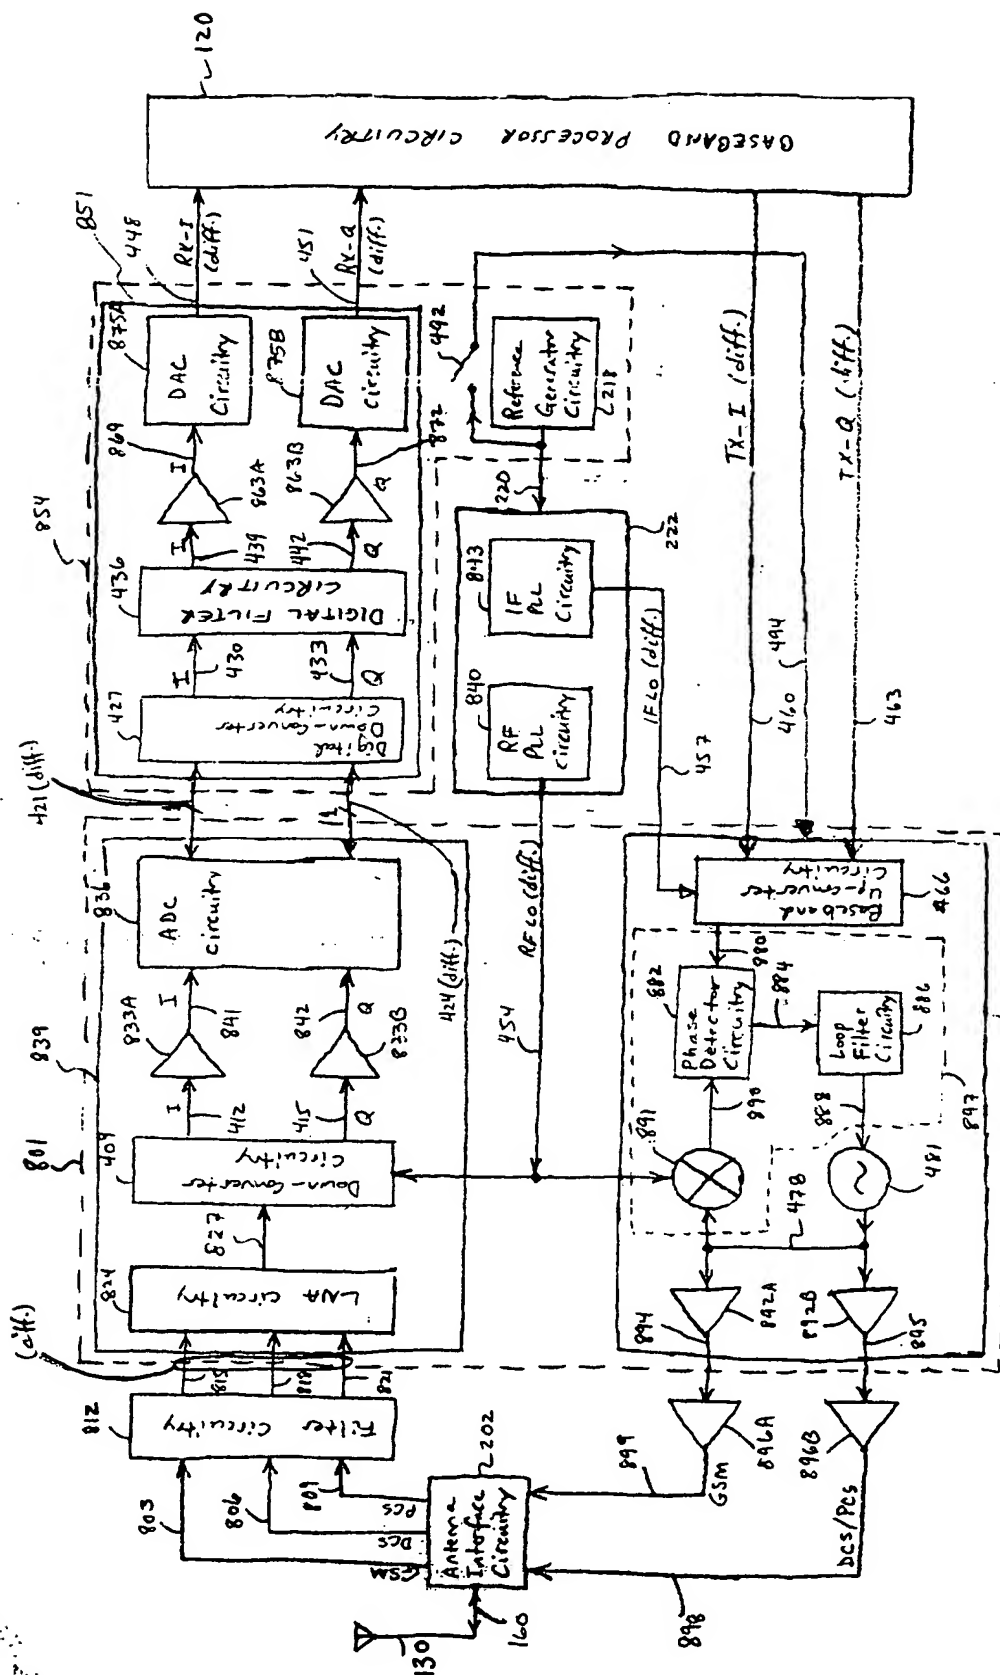 120
BASEBAND PROCESSOR CIRCUITRY
851
448
RX-I
(diff.)
451
RX-Q
(diff.)
875A
DAC
Circuitry
875B
DAC
Circuitry
492
Reference
Generator
Circuitry
218
869
I
863A
863B
872
Q
854
436
DIGITAL FILTER
CIRCUITRY
I
439
442
Q
I
430
433
Q
427
Digital
Down-Converter
Circuitry
220
222
843
IF
PLL
Circuitry
840
RF
PLL
Circuitry
IF LO (diff.)
457
TX-I (diff.)
TX-Q (diff.)
460
494
463
421 (diff.)
424 (diff.)
836
ADC
Circuitry
839
833A
I
841
842
Q
833B
801
409
Down-Converter
Circuitry
I
412
415
Q
827
824
LNA Circuitry
RF LO (diff.)
454
466
Baseband
Up-converter
Circuitry
880
882
Phase
Detector
Circuitry
884
Loop
Filter
Circuitry
886
888
890
891
897
481
478
892A
892B
894
895
(diff.)
815
818
821
812
Filter Circuitry
803
806
809
PCS
DCS
GSM
202
Antenna
Interface
Circuitry
160
130
896A
896B
899
GSM
898
DCS/PCS